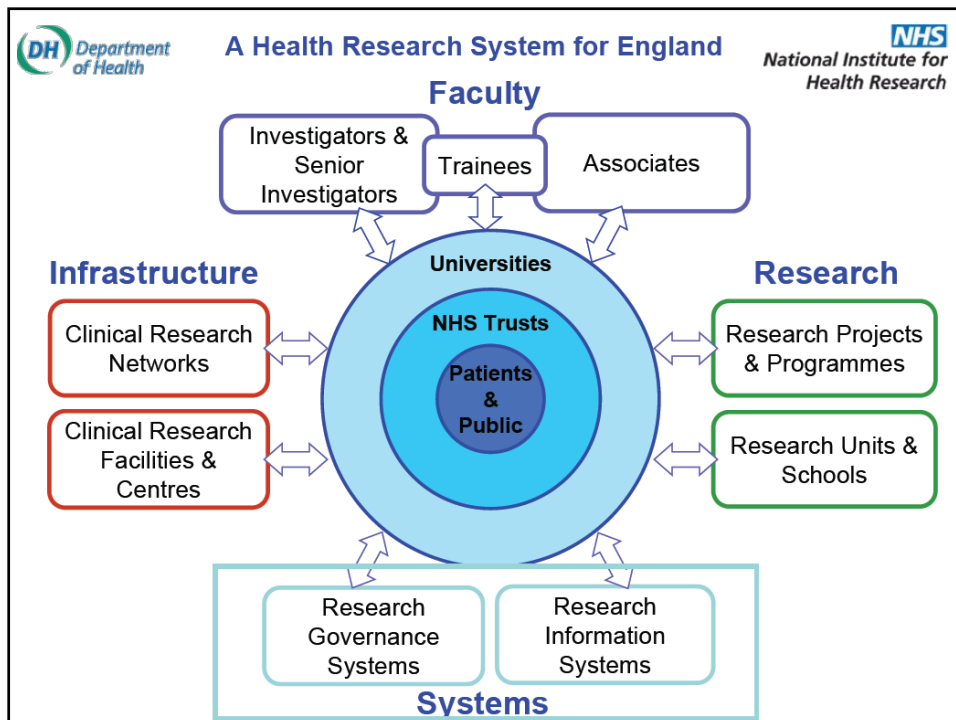 DH Department
of Health
A Health Research System for England
NHS
National Institute for
Health Research
Faculty
Investigators &
Senior
Investigators
Trainees
Associates
Infrastructure
Clinical Research
Networks
Clinical Research
Facilities &
Centres
Universities
NHS Trusts
Patients
&
Public
Research
Research Projects
& Programmes
Research Units &
Schools
Research
Governance
Systems
Research
Information
Systems
Systems